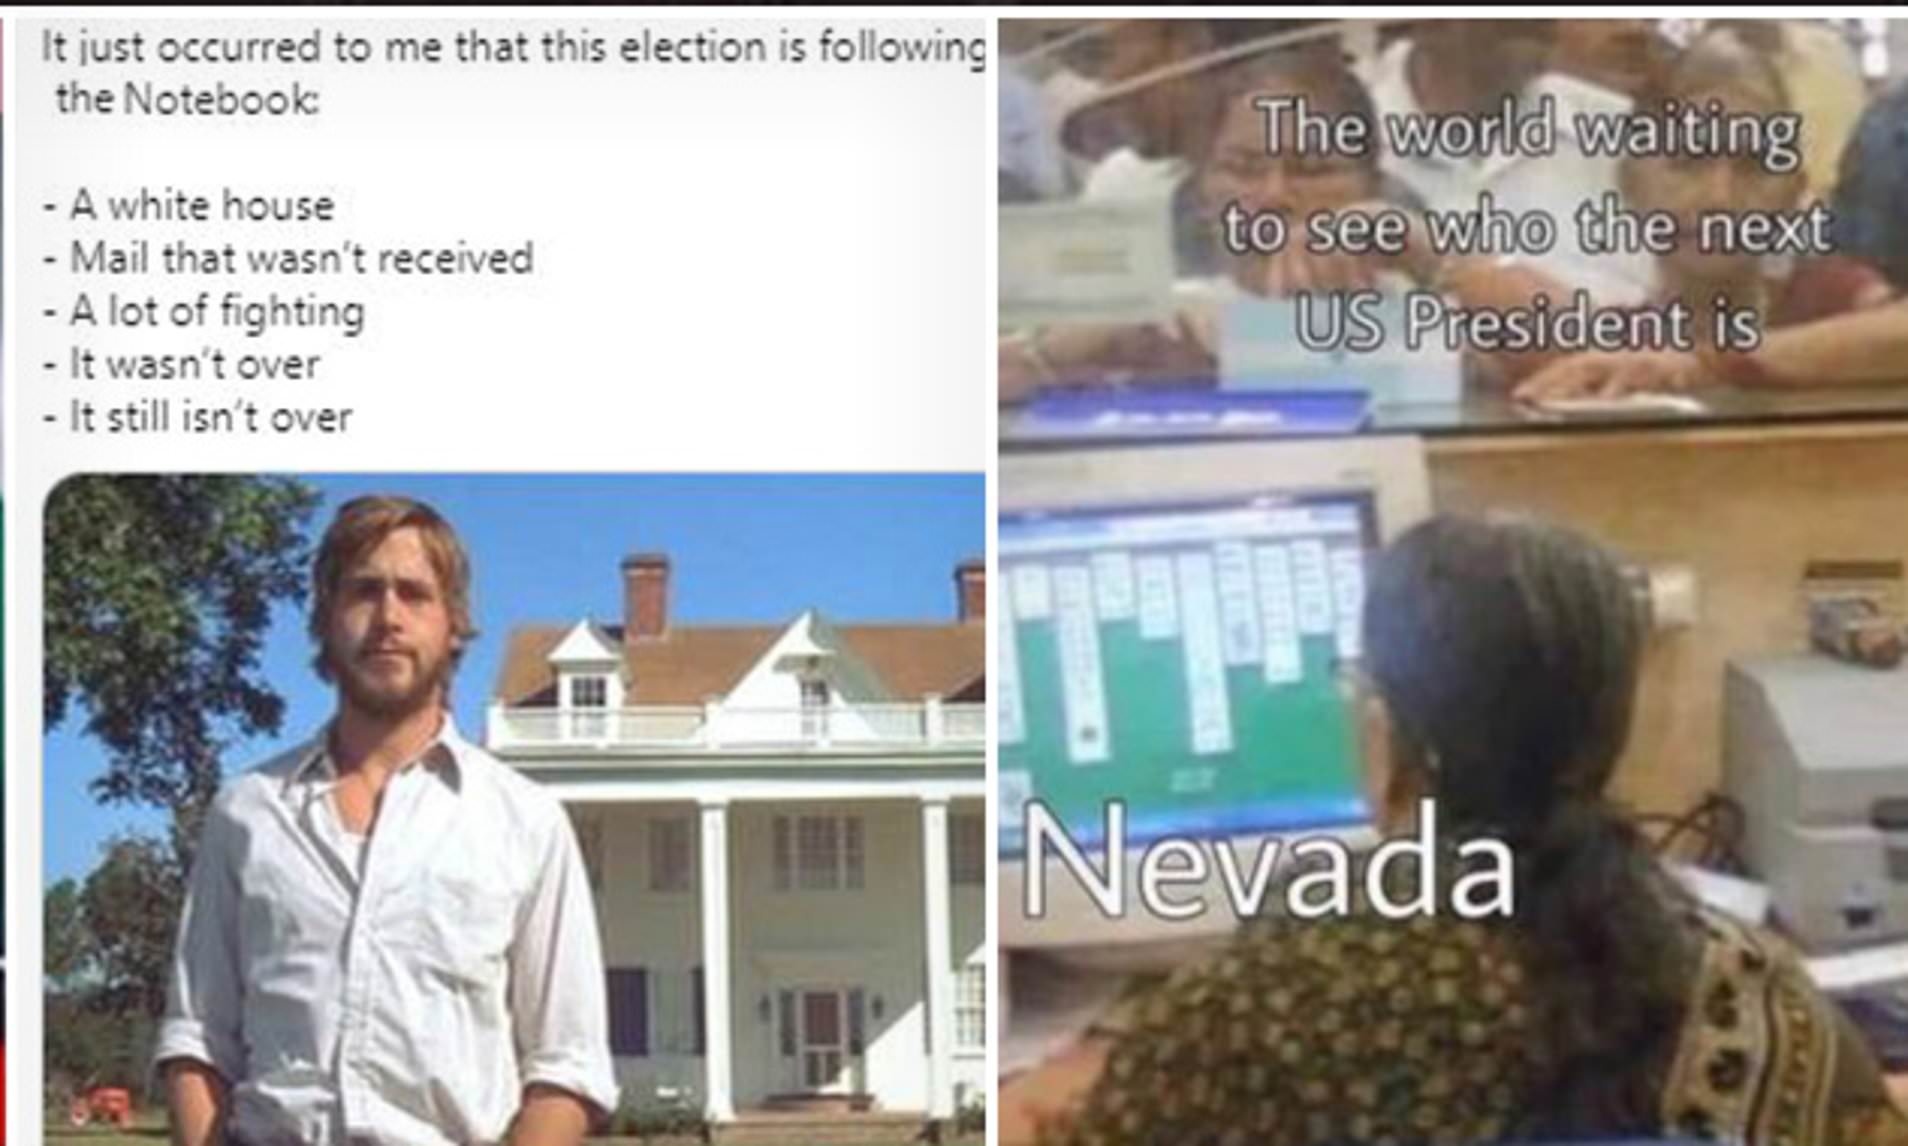 It just occurred to me that this election is following
the Notebook:
- A white house
- Mail that wasn't received
- A lot of fighting
- It wasn't over
- It still isn't over
The world waiting
to see who the next
US President is
Nevada